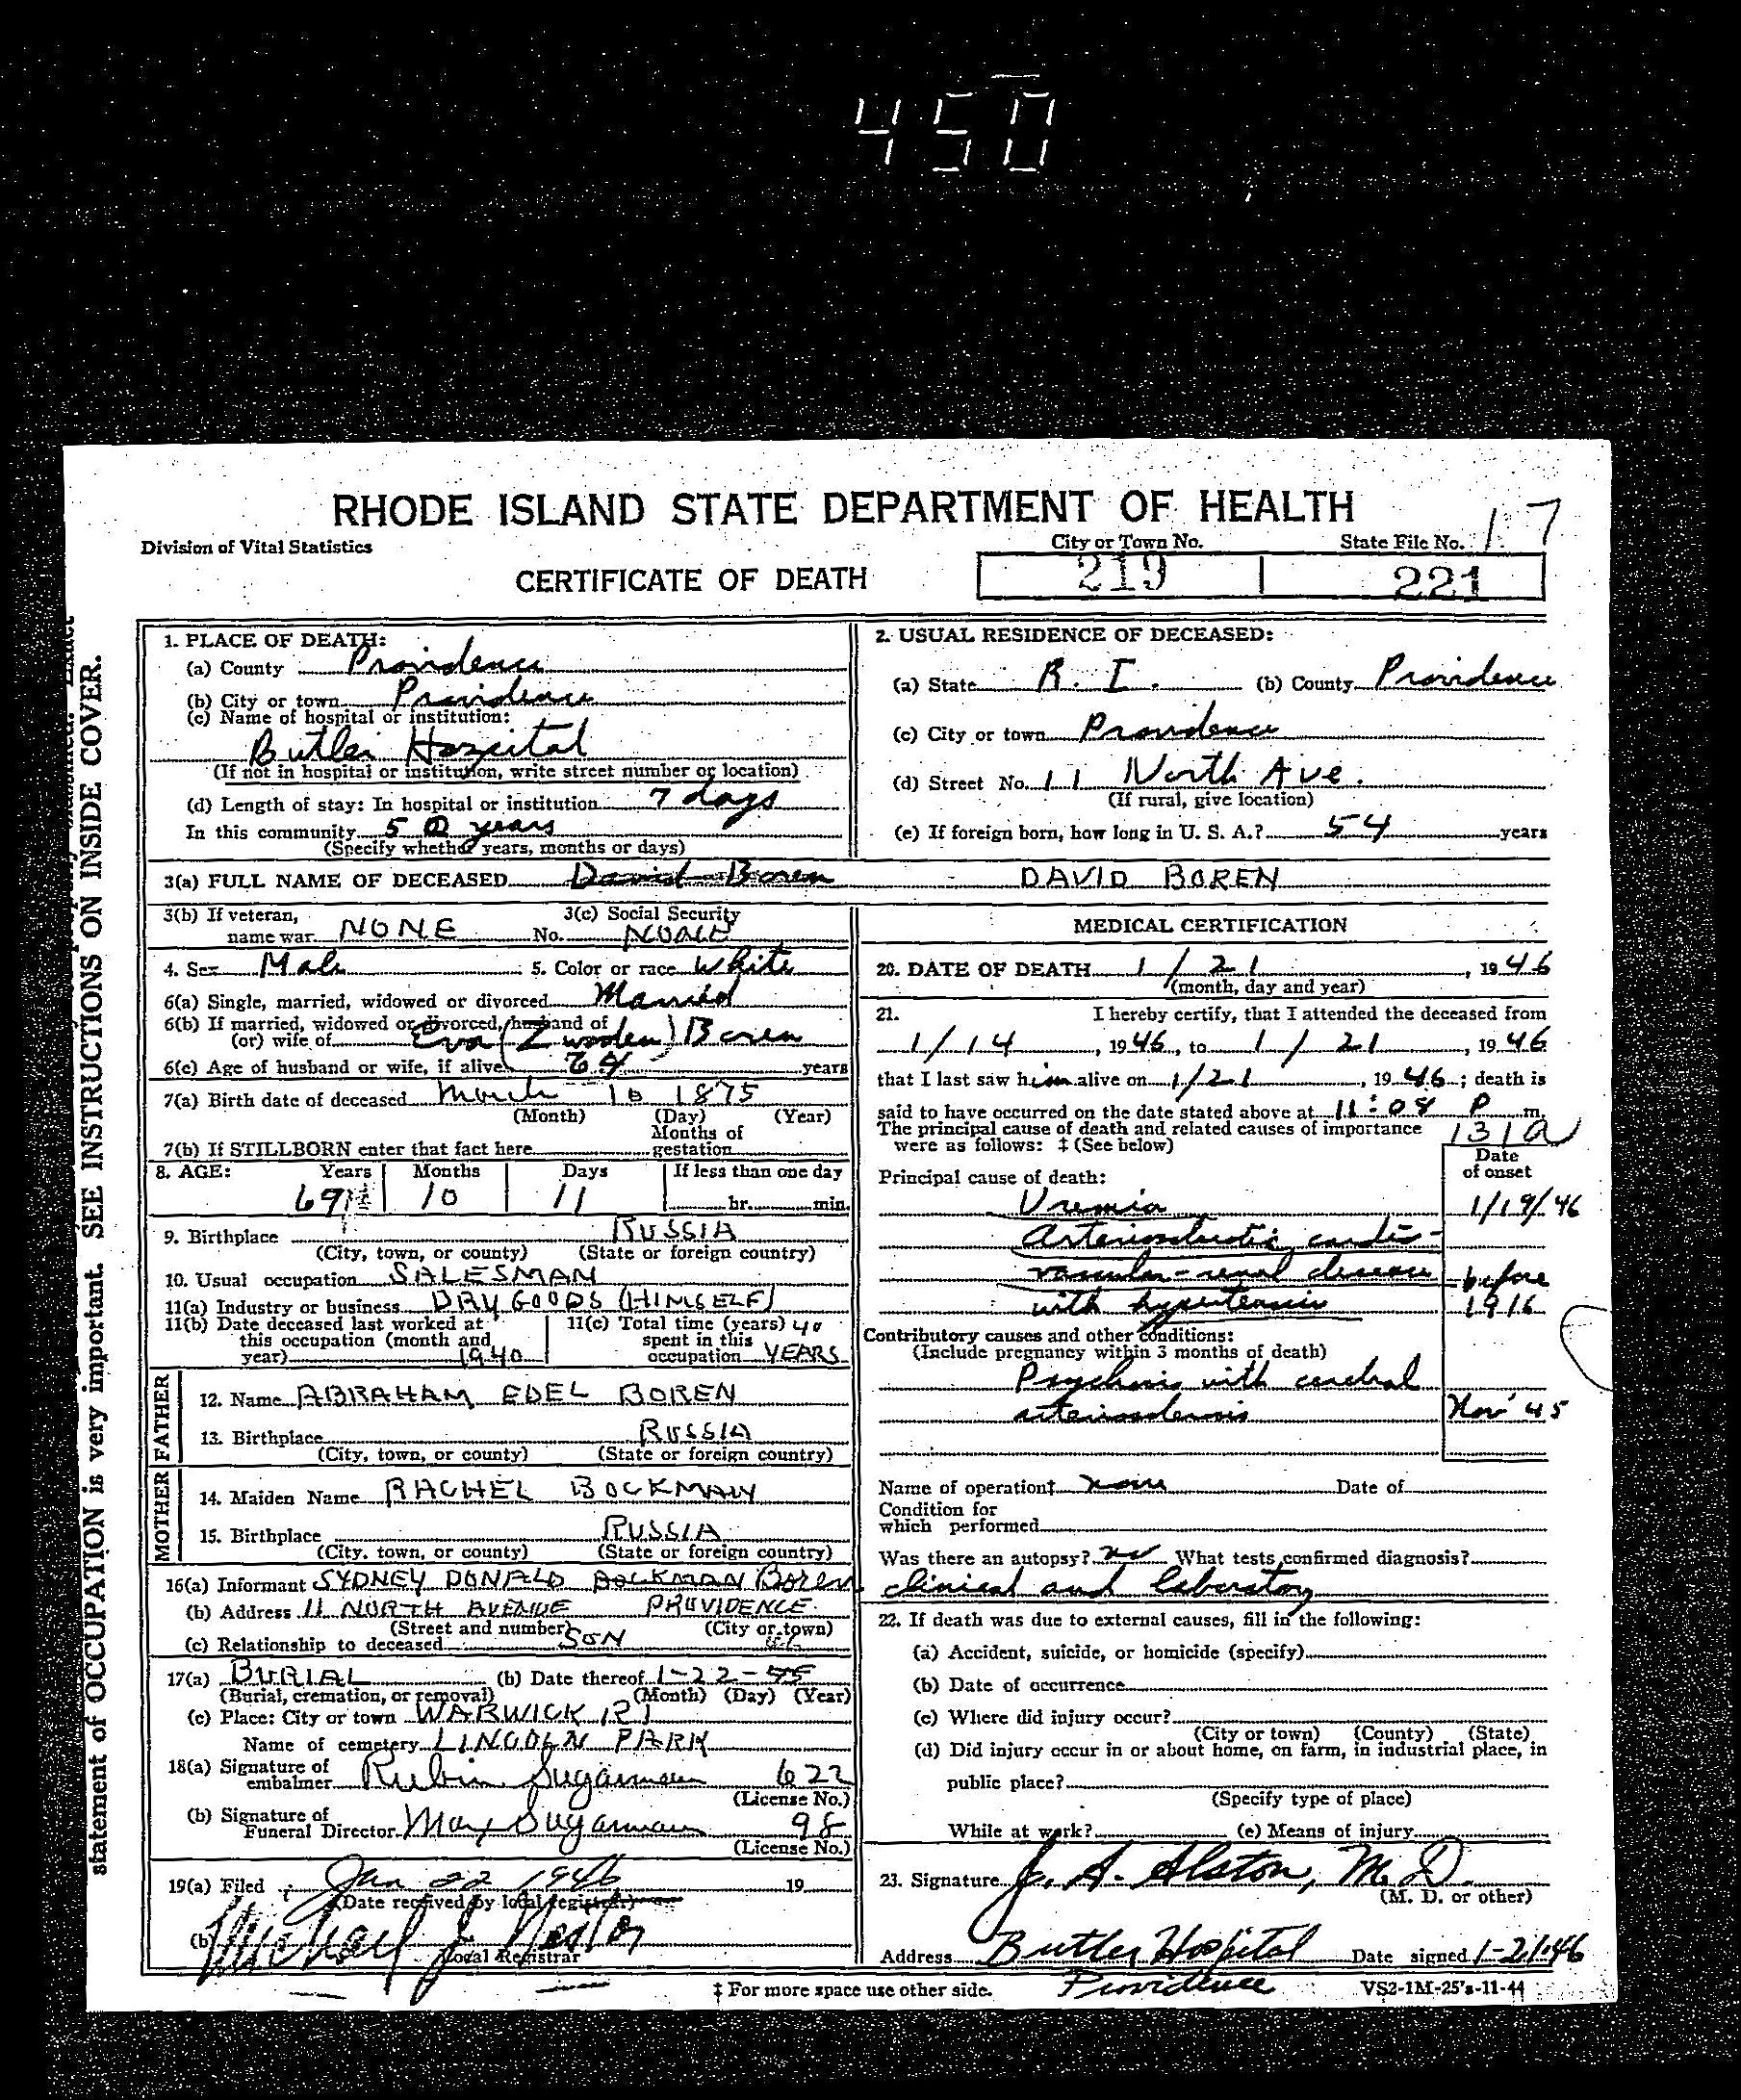 450
RHODE ISLAND STATE DEPARTMENT OF HEALTH
17
Division of Vital Statistics
City or Town No. State File No.
CERTIFICATE OF DEATH
219 221
statement of OCCUPATION is very important. SEE INSTRUCTIONS ON INSIDE COVER.
1. PLACE OF DEATH:
(a) County Providence
(b) City or town Providence
(c) Name of hospital or institution:
Butler Hospital
(If not in hospital or institution, write street number or location)
(d) Length of stay: In hospital or institution 7 days
In this community 50 years
(Specify whether years, months or days)
2. USUAL RESIDENCE OF DECEASED:
(a) State R. I. (b) County Providence
(c) City or town Providence
(d) Street No. 11 North Ave.
(If rural, give location)
(e) If foreign born, how long in U. S. A.? 54 years
3(a) FULL NAME OF DECEASED David Boren DAVID BOREN
3(b) If veteran, name war NONE 3(c) Social Security No. NONE
4. Sex Male 5. Color or race White
6(a) Single, married, widowed or divorced Married
6(b) If married, widowed or divorced, husband of
(or) wife of Eva (Zwoden) Boren
6(c) Age of husband or wife, if alive 64 years
7(a) Birth date of deceased March 10 1875
(Month) (Day) (Year)
7(b) If STILLBORN enter that fact here Months of gestation
8. AGE: Years Months Days If less than one day
69 10 11 hr. min.
9. Birthplace RUSSIA
(City, town, or county) (State or foreign country)
10. Usual occupation SALESMAN
11(a) Industry or business DRY GOODS (HIMSELF)
11(b) Date deceased last worked at this occupation (month and year) 1940
11(c) Total time (years) spent in this occupation 40 YEARS
FATHER
12. Name ABRAHAM EDEL BOREN
13. Birthplace RUSSIA
(City, town, or county) (State or foreign country)
MOTHER
14. Maiden Name RACHEL BOCKMAN
15. Birthplace RUSSIA
(City, town, or county) (State or foreign country)
16(a) Informant SYDNEY DONALD BOCKMAN Boren
(b) Address 11 NORTH AVENUE PROVIDENCE
(Street and number) (City or town)
(c) Relationship to deceased SON
17(a) BURIAL (b) Date thereof 1-22-45
(Burial, cremation, or removal) (Month) (Day) (Year)
(c) Place: City or town WARWICK RI
Name of cemetery LINCOLN PARK
18(a) Signature of embalmer Rubin Sugarman 622
(License No.)
(b) Signature of Funeral Director Max Sugarman 98
(License No.)
19(a) Filed Jan 22 1946 19
(Date received by local registrar)
(b) Michael J Nestor
Local Registrar
MEDICAL CERTIFICATION
20. DATE OF DEATH 1/21, 1946
(month, day and year)
21. I hereby certify, that I attended the deceased from
1/14, 1946, to 1/21, 1946
that I last saw him alive on 1/21, 1946; death is
said to have occurred on the date stated above at 11:08 P m.
The principal cause of death and related causes of importance
were as follows: ‡ (See below)
131a
Date of onset
Principal cause of death:
Uremia 1/19/46
Arteriosclerotic cardio-
vascular-renal disease before
with hypertension 1916
Contributory causes and other conditions:
(Include pregnancy within 3 months of death)
Psychosis with cerebral
arteriosclerosis Nov '45
Name of operation‡ none Date of
Condition for which performed
Was there an autopsy? no What tests confirmed diagnosis?
clinical and laboratory
22. If death was due to external causes, fill in the following:
(a) Accident, suicide, or homicide (specify)
(b) Date of occurrence
(c) Where did injury occur?
(City or town) (County) (State)
(d) Did injury occur in or about home, on farm, in industrial place, in
public place?
(Specify type of place)
While at work? (e) Means of injury
23. Signature J. A. Alston, M. D.
(M. D. or other)
Address Butler Hospital Date signed 1-21-46
Providence
‡ For more space use other side.
VS2-1M-25's-11-44